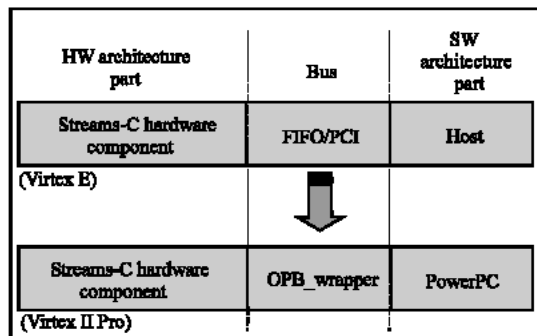 HW architecture
part
Bus
SW
architecture
part
Streams-C hardware
component
FIFO/PCI
Host
(Virtex E)
Streams-C hardware
component
OPB_wrapper
PowerPC
(Virtex II Pro)